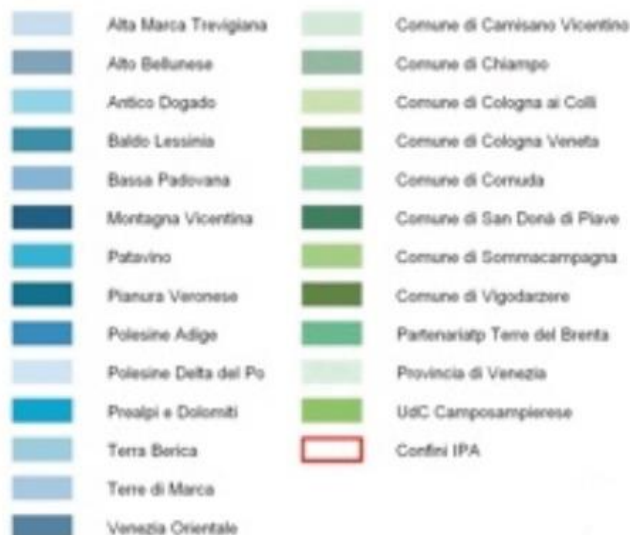 Alta Marca Trevigiana
Alto Bellunese
Antico Dogado
Baldo Lessinia
Bassa Padovana
Montagna Vicentina
Patavino
Pianura Veronese
Polesine Adige
Polesine Delta del Po
Prealpi e Dolomiti
Terra Berica
Terre di Marca
Venezia Orientale
Comune di Camisano Vicentino
Comune di Chiampo
Comune di Cologna ai Colli
Comune di Cologna Veneta
Comune di Cornuda
Comune di San Donà di Piave
Comune di Sommacampagna
Comune di Vigodarzere
Partenariatp Terre del Brenta
Provincia di Venezia
UdC Camposampierese
Confini IPA